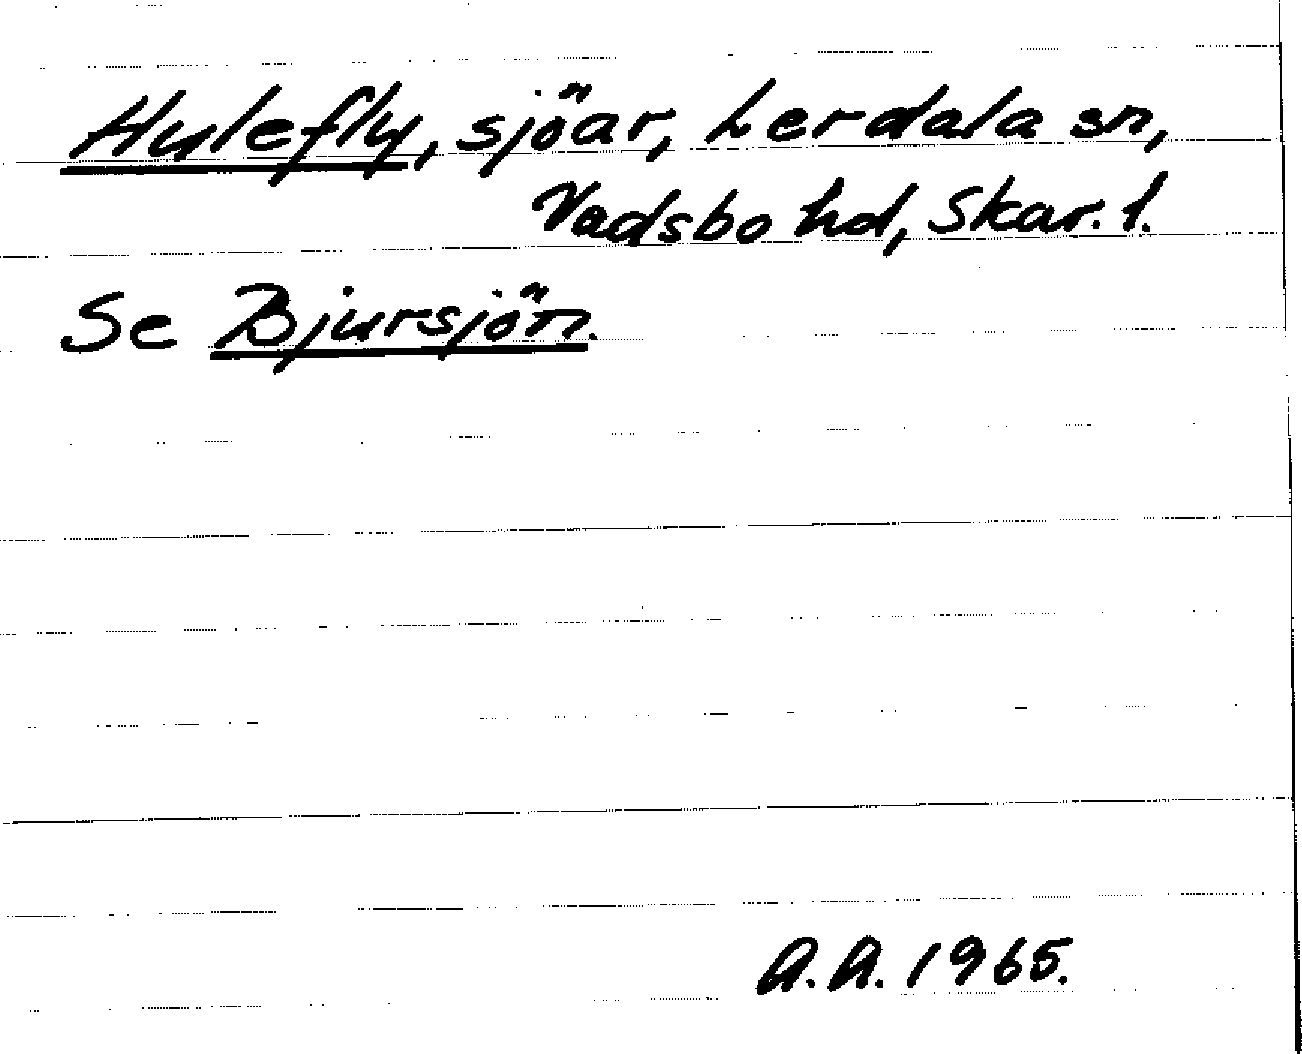 Hulefly, sjöar, Lerdala sn,
Vadsbo hd, Skar. l.
Se Bjursjön.
A.A. 1965.